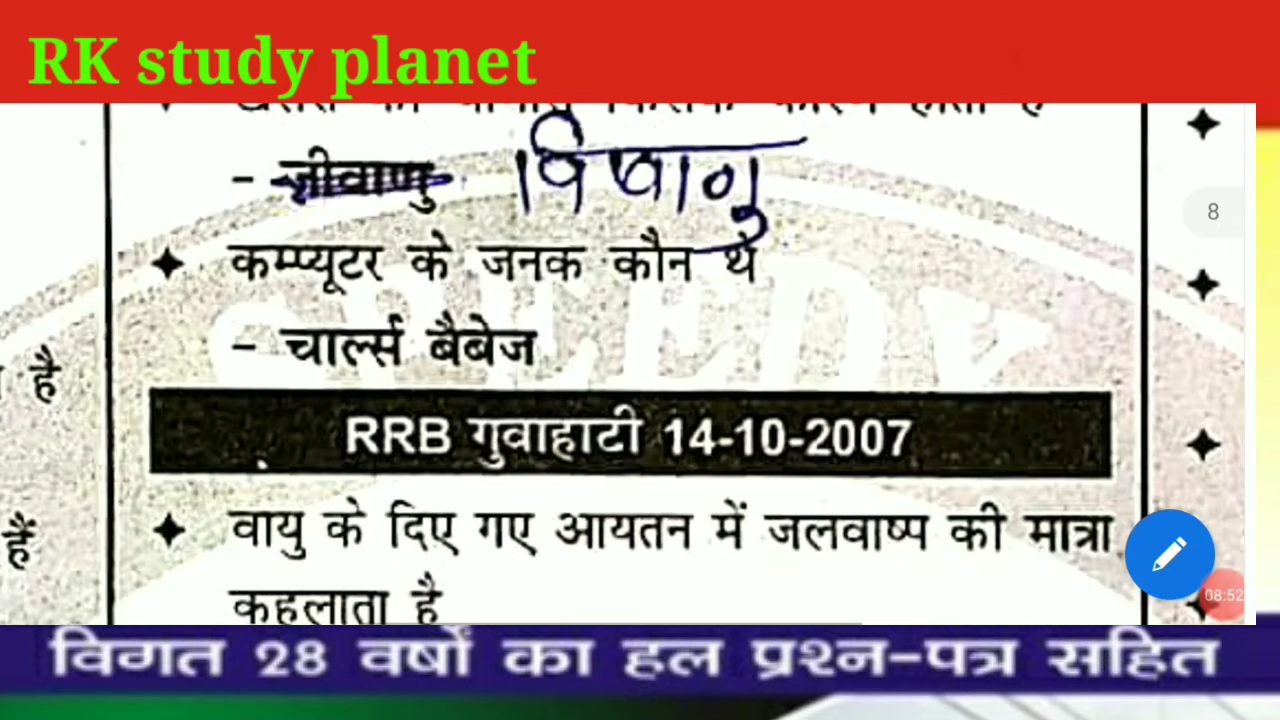 RK study planet
- जीवाणु विषाणु
कम्प्यूटर के जनक कौन थे
- चार्ल्स बैबेज
RRB गुवाहाटी 14-10-2007
वायु के दिए गए आयतन में जलवाष्प की मात्रा
कहलाता है
है
है
8
08:52
विगत 28 वर्षों का हल प्रश्न-पत्र सहित